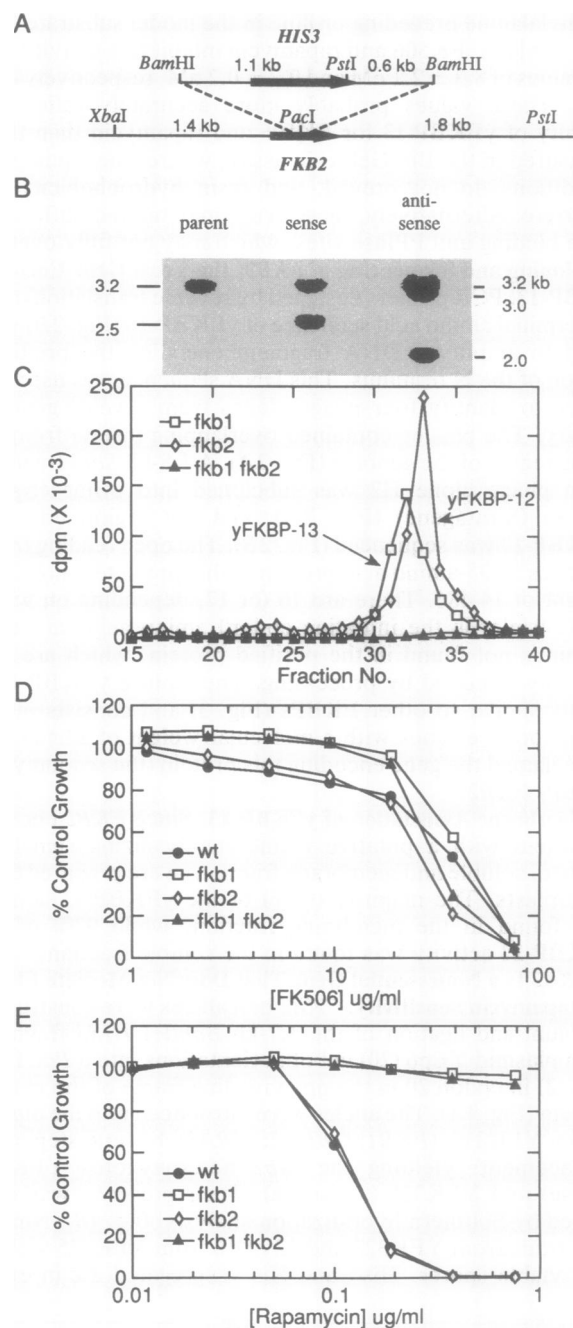 A
HIS3
BamHI 1.1 kb PstI 0.6 kb BamHI
XbaI 1.4 kb PacI 1.8 kb PstI
FKB2
B
parent sense anti-
sense
3.2 3.2 kb
3.0
2.5
2.0
C
250
200
150
100
50
0
dpm (X 10-3)
fkb1
fkb2
fkb1 fkb2
yFKBP-13
yFKBP-12
15 20 25 30 35 40
Fraction No.
D
120
100
80
60
40
20
0
% Control Growth
wt
fkb1
fkb2
fkb1 fkb2
1 10 100
[FK506] ug/ml
E
120
100
80
60
40
20
0
% Control Growth
wt
fkb1
fkb2
fkb1 fkb2
0.01 0.1 1
[Rapamycin] ug/ml